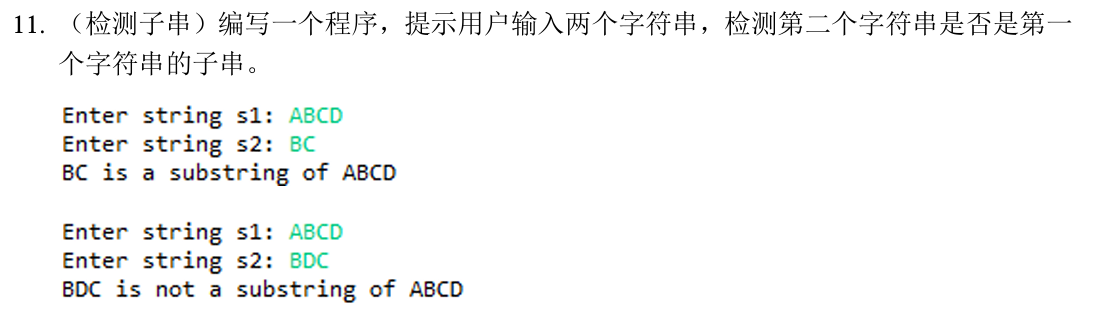 11. （检测子串）编写一个程序，提示用户输入两个字符串，检测第二个字符串是否是第一
个字符串的子串。
Enter string s1: ABCD
Enter string s2: BC
BC is a substring of ABCD
Enter string s1: ABCD
Enter string s2: BDC
BDC is not a substring of ABCD